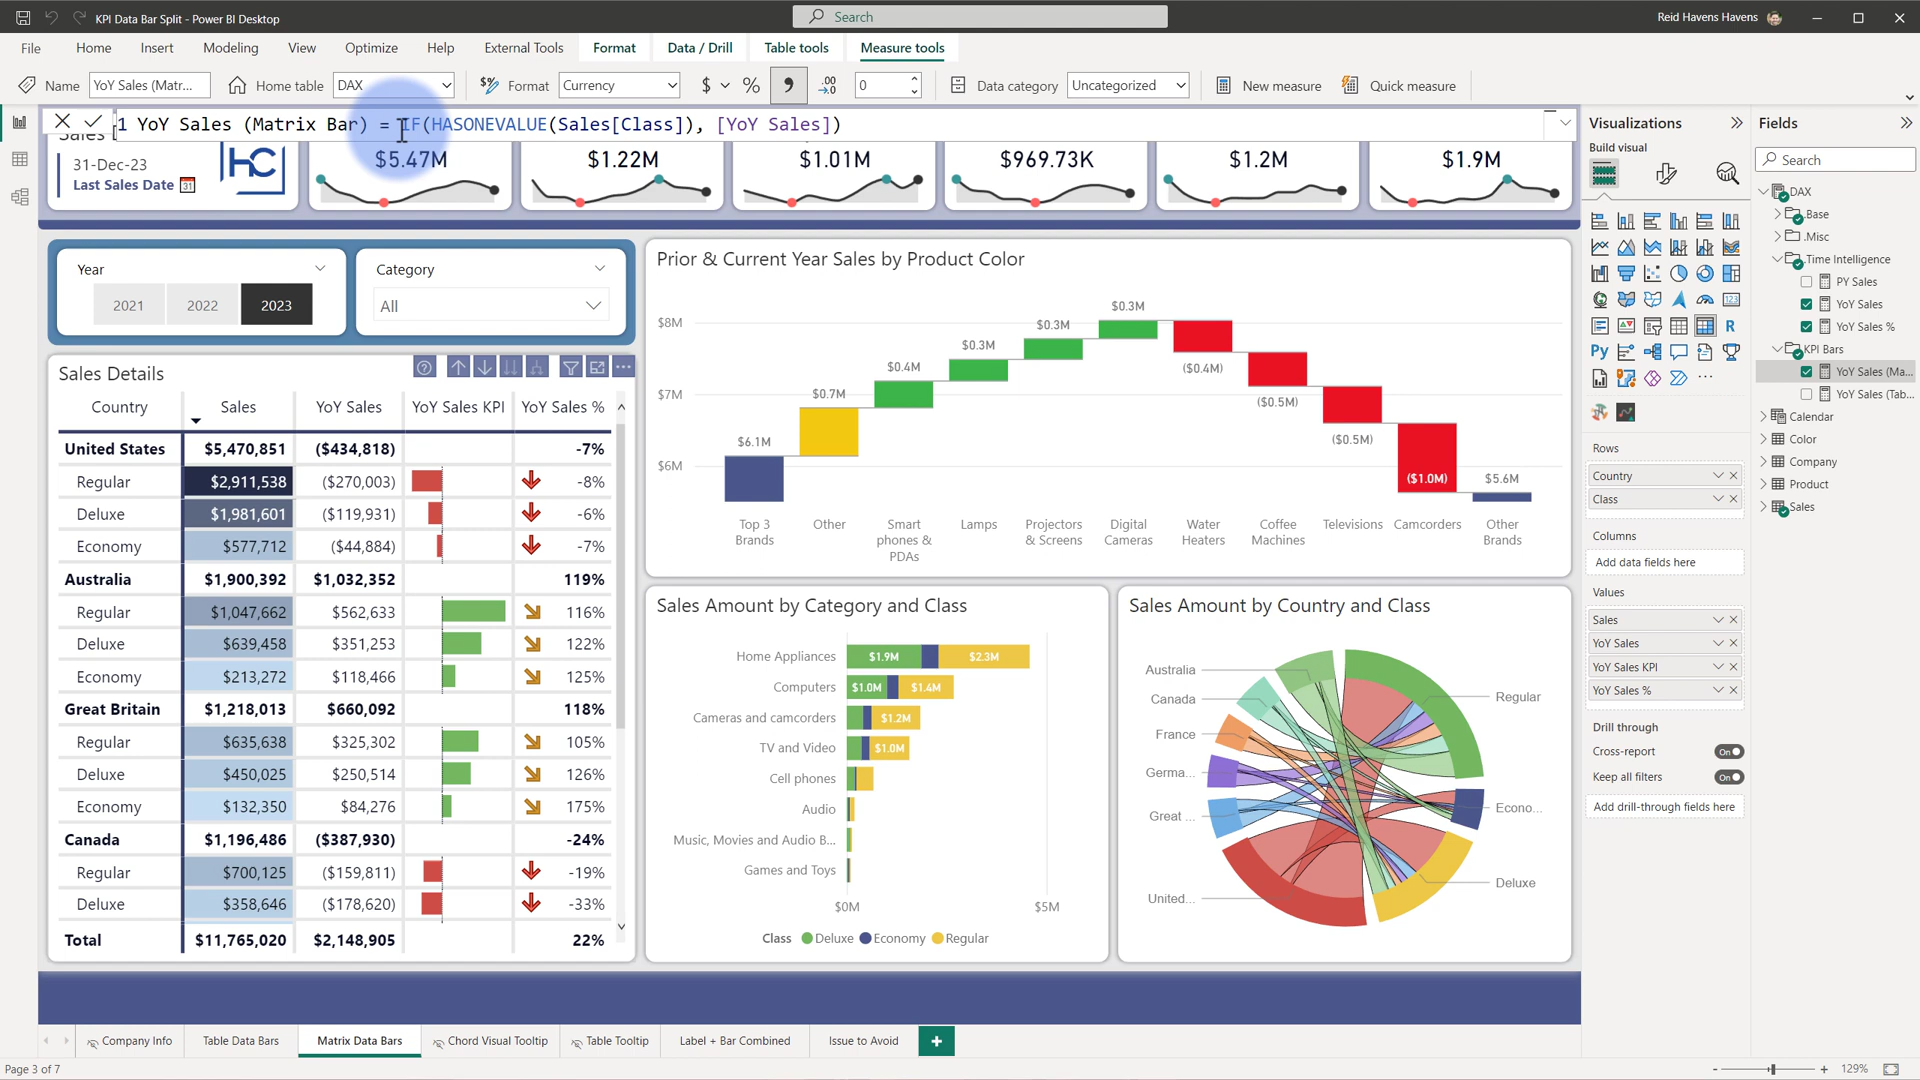 KPI Data Bar Split - Power BI Desktop
Search
Reid Havens Havens
File Home Insert Modeling View Optimize Help External Tools Format Data / Drill Table tools Measure tools
Name YoY Sales (Matr... Home table DAX Format Currency $ % 0 Data category Uncategorized New measure Quick measure
1 YoY Sales (Matrix Bar) = IF(HASONEVALUE(Sales[Class]), [YoY Sales])
Sales
31-Dec-23
Last Sales Date 31
HC
$5.47M $1.22M $1.01M $969.73K $1.2M $1.9M
Year
2021 2022 2023
Category
All
Sales Details
Country Sales YoY Sales YoY Sales KPI YoY Sales %
United States $5,470,851 ($434,818) -7%
Regular $2,911,538 ($270,003) -8%
Deluxe $1,981,601 ($119,931) -6%
Economy $577,712 ($44,884) -7%
Australia $1,900,392 $1,032,352 119%
Regular $1,047,662 $562,633 116%
Deluxe $639,458 $351,253 122%
Economy $213,272 $118,466 125%
Great Britain $1,218,013 $660,092 118%
Regular $635,638 $325,302 105%
Deluxe $450,025 $250,514 126%
Economy $132,350 $84,276 175%
Canada $1,196,486 ($387,930) -24%
Regular $700,125 ($159,811) -19%
Deluxe $358,646 ($178,620) -33%
Total $11,765,020 $2,148,905 22%
Prior & Current Year Sales by Product Color
$8M
$7M
$6M
$6.1M $0.7M $0.4M $0.3M $0.3M $0.3M ($0.4M) ($0.5M) ($0.5M) ($1.0M) $5.6M
Top 3 Brands
Other
Smart phones & PDAs
Lamps
Projectors & Screens
Digital Cameras
Water Heaters
Coffee Machines
Televisions
Camcorders
Other Brands
Sales Amount by Category and Class
Home Appliances $1.9M $2.3M
Computers $1.0M $1.4M
Cameras and camcorders $1.2M
TV and Video $1.0M
Cell phones
Audio
Music, Movies and Audio B...
Games and Toys
$0M $5M
Class Deluxe Economy Regular
Sales Amount by Country and Class
Australia
Canada
France
Germa...
Great ...
United...
Regular
Econo...
Deluxe
Visualizations
Build visual
123
R
Py
Rows
Country
Class
Columns
Add data fields here
Values
Sales
YoY Sales
YoY Sales KPI
YoY Sales %
Drill through
Cross-report On
Keep all filters On
Add drill-through fields here
Fields
Search
DAX
.Base
.Misc
Time Intelligence
PY Sales
YoY Sales
YoY Sales %
KPI Bars
YoY Sales (Ma...
YoY Sales (Tab...
Calendar
Color
Company
Product
Sales
Company Info Table Data Bars Matrix Data Bars Chord Visual Tooltip Table Tooltip Label + Bar Combined Issue to Avoid +
Page 3 of 7
- + 129%